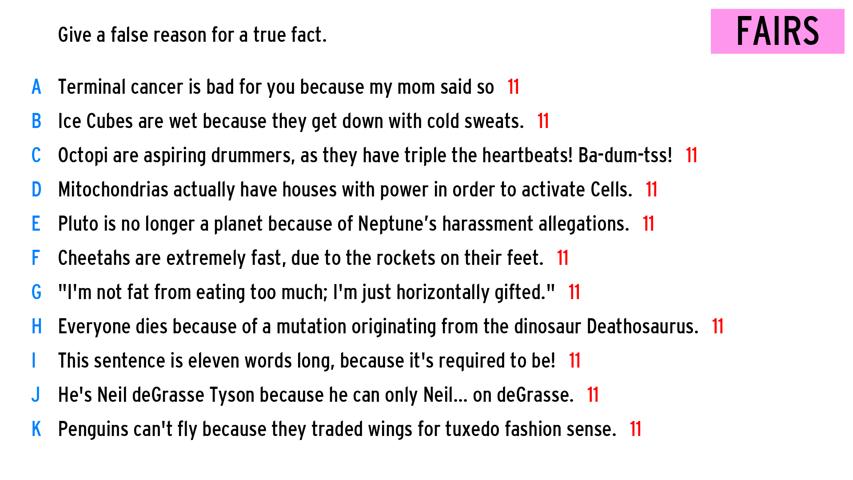 Give a false reason for a true fact.
FAIRS
A Terminal cancer is bad for you because my mom said so 11
B Ice Cubes are wet because they get down with cold sweats. 11
C Octopi are aspiring drummers, as they have triple the heartbeats! Ba-dum-tss! 11
D Mitochondrias actually have houses with power in order to activate Cells. 11
E Pluto is no longer a planet because of Neptune's harassment allegations. 11
F Cheetahs are extremely fast, due to the rockets on their feet. 11
G "I'm not fat from eating too much; I'm just horizontally gifted." 11
H Everyone dies because of a mutation originating from the dinosaur Deathosaurus. 11
I This sentence is eleven words long, because it's required to be! 11
J He's Neil deGrasse Tyson because he can only Neil... on deGrasse. 11
K Penguins can't fly because they traded wings for tuxedo fashion sense. 11